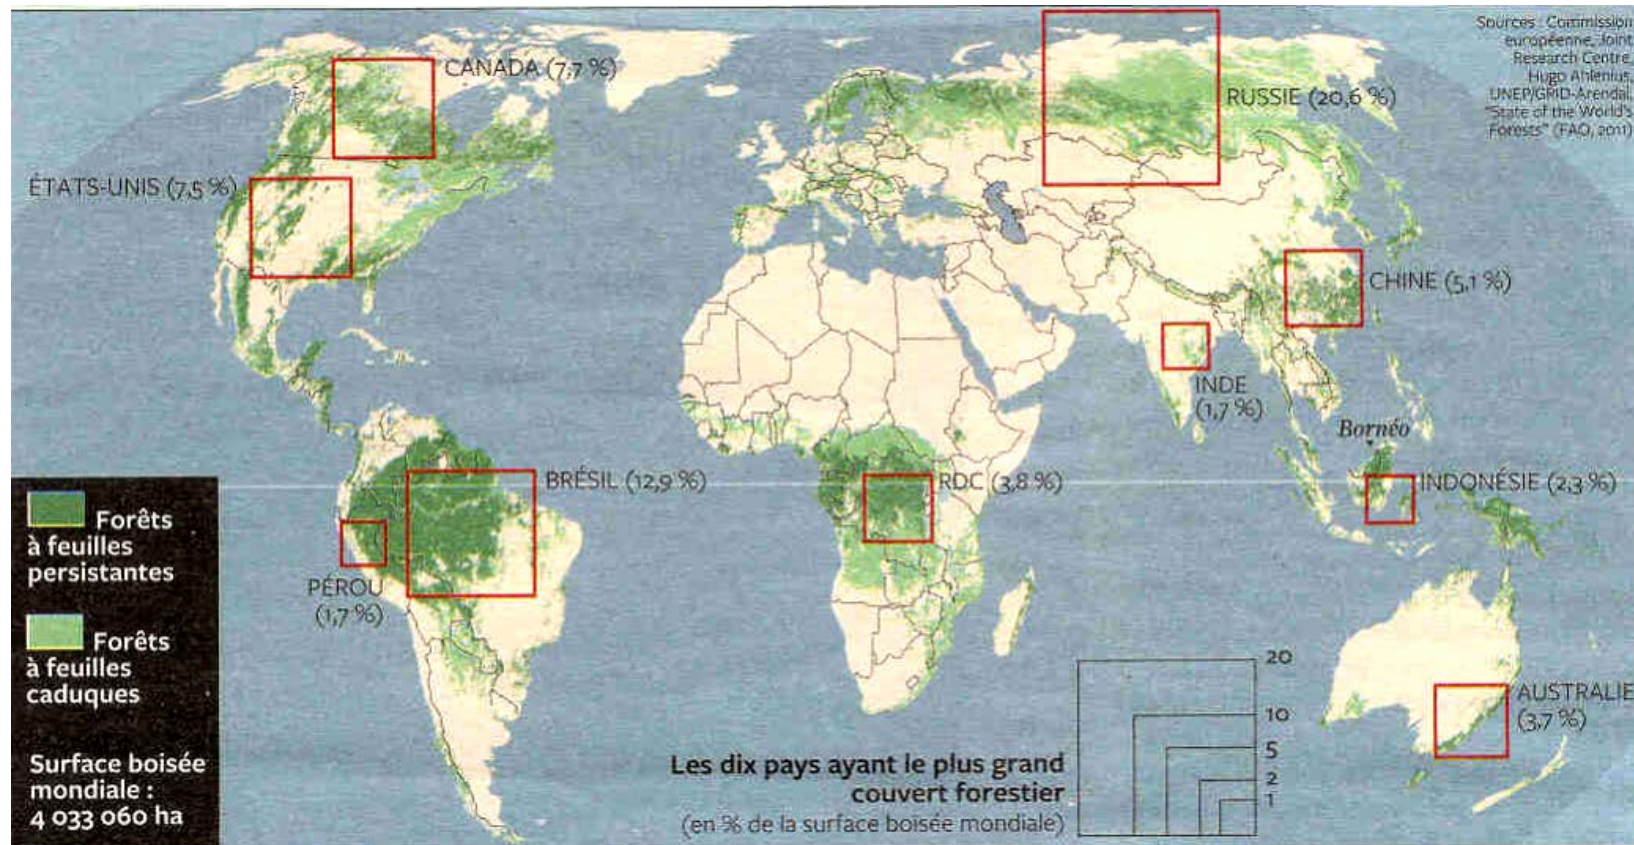 Sources : Commission
européenne, Joint
Research Centre,
Hugo Ahlenius,
UNEP/GRID-Arendal,
"State of the World's
Forests" (FAO, 2011)
CANADA (7,7 %)
RUSSIE (20,6 %)
ÉTATS-UNIS (7,5 %)
CHINE (5,1 %)
INDE
(1,7 %)
Bornéo
BRÉSIL (12,9 %)
RDC (3,8 %)
INDONÉSIE (2,3 %)
PÉROU
(1,7 %)
AUSTRALIE
(3,7 %)
Forêts
à feuilles
persistantes
Forêts
à feuilles
caduques
Surface boisée
mondiale :
4 033 060 ha
Les dix pays ayant le plus grand
couvert forestier
(en % de la surface boisée mondiale)
20
10
5
2
1